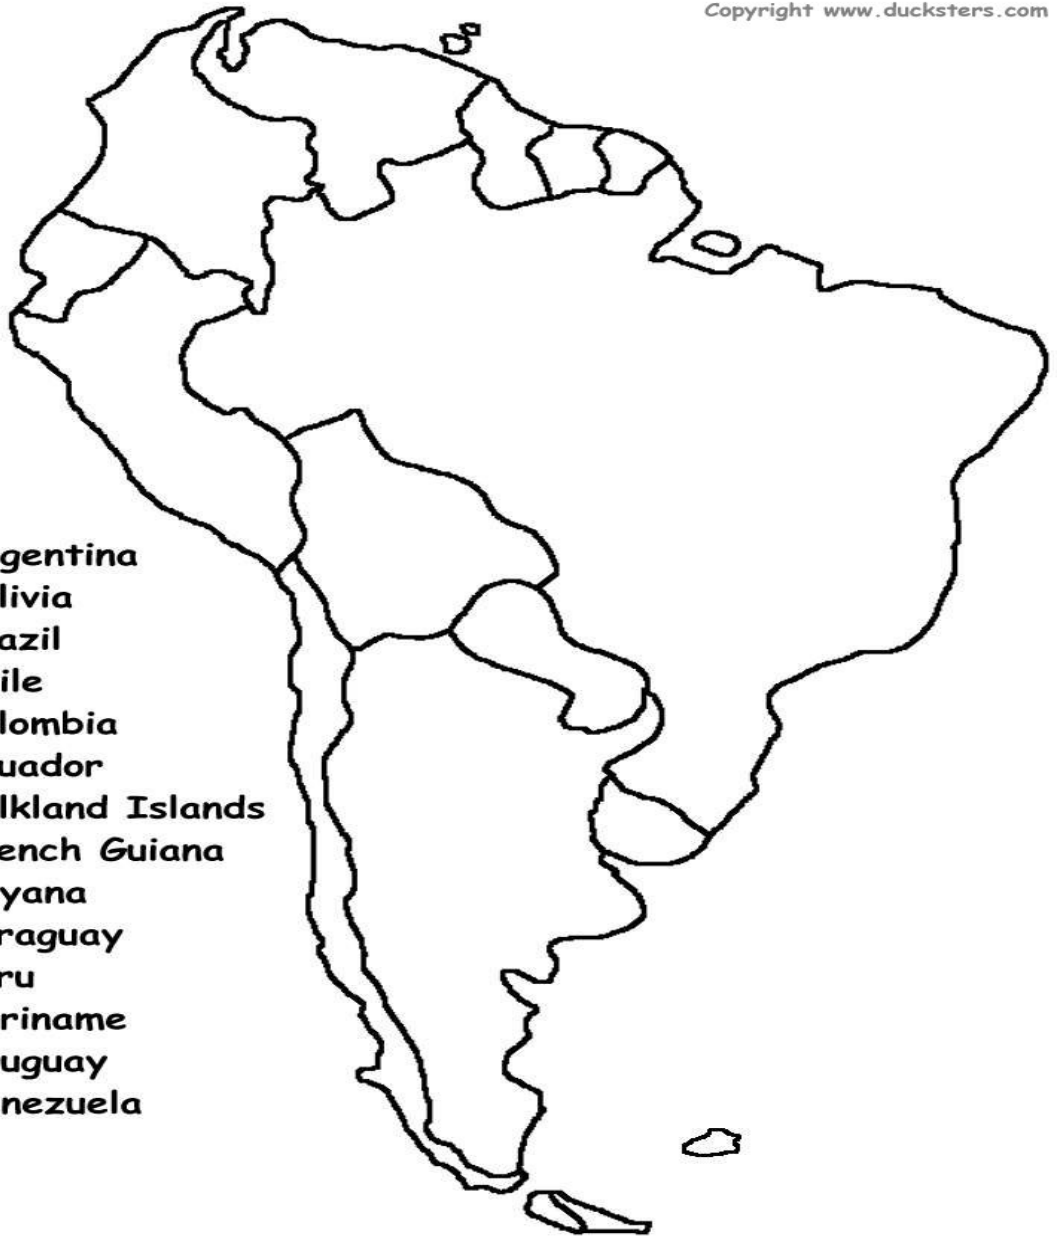 Copyright www.ducksters.com
gentina
livia
azil
ile
lombia
uador
lkland Islands
ench Guiana
yana
raguay
ru
riname
uguay
nezuela